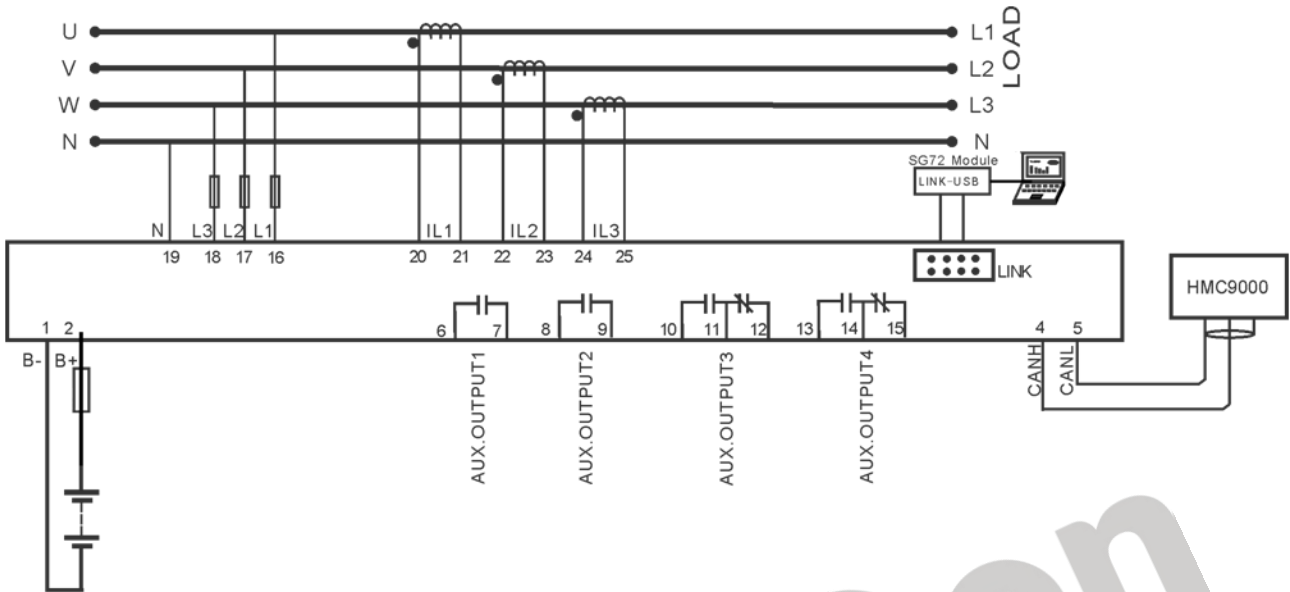 U
L1
V
L2
W
L3
N
N
LOAD
SG72 Module
LINK-USB
N
L3
L2
L1
IL1
IL2
IL3
19
18
17
16
20
21
22
23
24
25
LINK
HMC9000
1
2
6
7
8
9
10
11
12
13
14
15
4
5
B-
B+
AUX.OUTPUT1
AUX.OUTPUT2
AUX.OUTPUT3
AUX.OUTPUT4
CANH
CANL